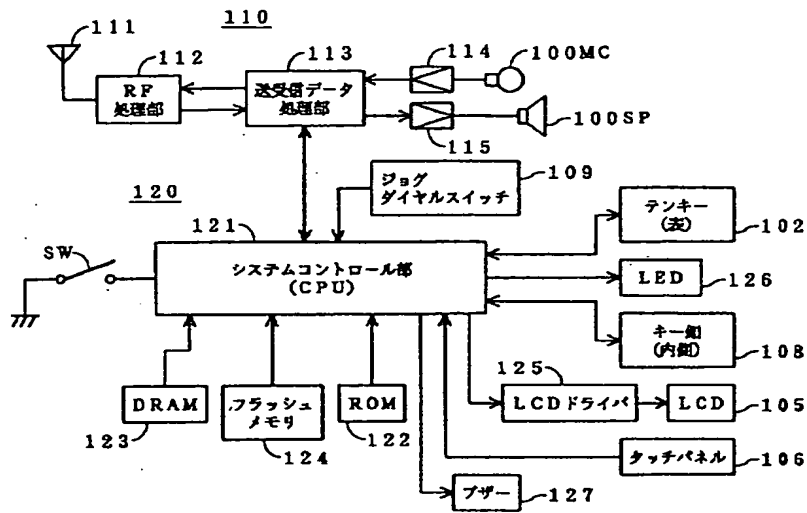 110
111
112
RF
処理部
113
送受信データ
処理部
114
100MC
115
100SP
120
109
ジョグ
ダイヤルスイッチ
121
システムコントロール部
(CPU)
SW
テンキー
(表)
102
LED
126
キー釦
(内側)
108
125
LCDドライバ
LCD
105
タッチパネル
106
DRAM
123
フラッシュ
メモリ
124
ROM
122
ブザー
127